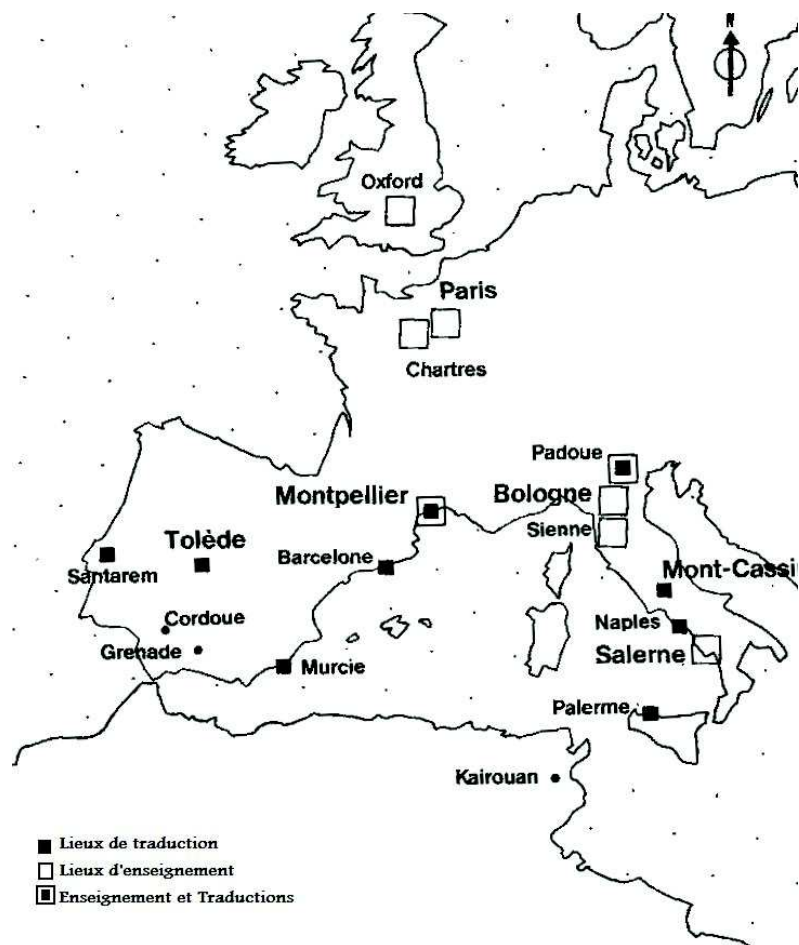 N
Oxford
Paris
Chartres
Padoue
Montpellier
Bologne
Sienne
Tolède
Barcelone
Santarem
Mont-Cassi
Cordoue
Naples
Grenade
Salerne
Murcie
Palerme
Kairouan
Lieux de traduction
Lieux d'enseignement
Enseignement et Traductions